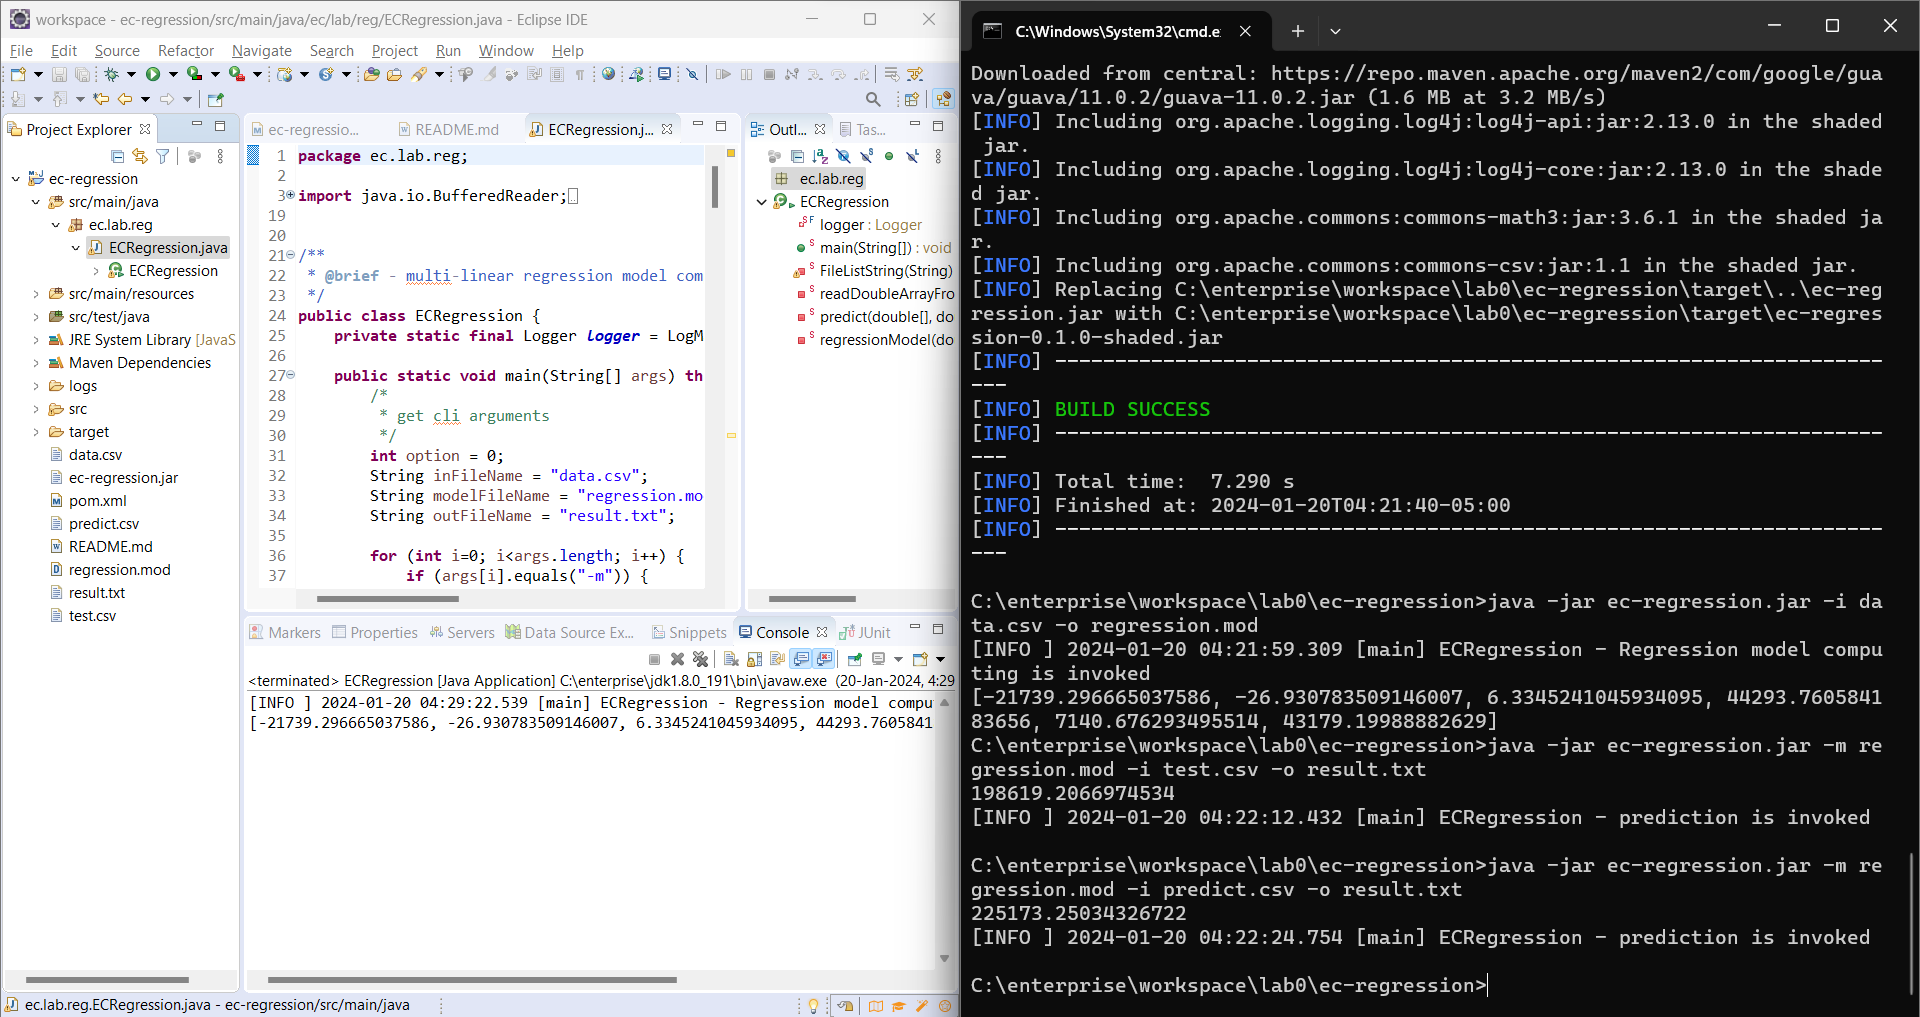 workspace - ec-regression/src/main/java/ec/lab/reg/ECRegression.java - Eclipse IDE
File Edit Source Refactor Navigate Search Project Run Window Help
Project Explorer
ec-regression
src/main/java
ec.lab.reg
ECRegression.java
ECRegression
src/main/resources
src/test/java
JRE System Library [JavaS
Maven Dependencies
logs
src
target
data.csv
ec-regression.jar
pom.xml
predict.csv
README.md
regression.mod
result.txt
test.csv
ec-regressio... README.md ECRegression.j...
1 package ec.lab.reg;
2
3 import java.io.BufferedReader;
19
20
21 /**
22 * @brief - multi-linear regression model com
23 */
24 public class ECRegression {
25 private static final Logger logger = LogM
26
27 public static void main(String[] args) th
28 /*
29 * get cli arguments
30 */
31 int option = 0;
32 String inFileName = "data.csv";
33 String modelFileName = "regression.mo
34 String outFileName = "result.txt";
35
36 for (int i=0; i<args.length; i++) {
37 if (args[i].equals("-m")) {
Outl... Tas...
ec.lab.reg
ECRegression
logger : Logger
main(String[]) : void
FileListString(String)
readDoubleArrayFro
predict(double[], do
regressionModel(do
Markers Properties Servers Data Source Ex... Snippets Console JUnit
<terminated> ECRegression [Java Application] C:\enterprise\jdk1.8.0_191\bin\javaw.exe (20-Jan-2024, 4:29
[INFO ] 2024-01-20 04:29:22.539 [main] ECRegression - Regression model compu
[-21739.296665037586, -26.930783509146007, 6.3345241045934095, 44293.7605841
ec.lab.reg.ECRegression.java - ec-regression/src/main/java
C:\Windows\System32\cmd.e
Downloaded from central: https://repo.maven.apache.org/maven2/com/google/gua
va/guava/11.0.2/guava-11.0.2.jar (1.6 MB at 3.2 MB/s)
[INFO] Including org.apache.logging.log4j:log4j-api:jar:2.13.0 in the shaded
jar.
[INFO] Including org.apache.logging.log4j:log4j-core:jar:2.13.0 in the shade
d jar.
[INFO] Including org.apache.commons:commons-math3:jar:3.6.1 in the shaded ja
r.
[INFO] Including org.apache.commons:commons-csv:jar:1.1 in the shaded jar.
[INFO] Replacing C:\enterprise\workspace\lab0\ec-regression\target\..\ec-reg
ression.jar with C:\enterprise\workspace\lab0\ec-regression\target\ec-regres
sion-0.1.0-shaded.jar
[INFO] ---------------------------------------------------------------------
---
[INFO] BUILD SUCCESS
[INFO] ---------------------------------------------------------------------
---
[INFO] Total time:  7.290 s
[INFO] Finished at: 2024-01-20T04:21:40-05:00
[INFO] ---------------------------------------------------------------------
---
C:\enterprise\workspace\lab0\ec-regression>java -jar ec-regression.jar -i da
ta.csv -o regression.mod
[INFO ] 2024-01-20 04:21:59.309 [main] ECRegression - Regression model compu
ting is invoked
[-21739.296665037586, -26.930783509146007, 6.3345241045934095, 44293.7605841
83656, 7140.676293495514, 43179.19988882629]
C:\enterprise\workspace\lab0\ec-regression>java -jar ec-regression.jar -m re
gression.mod -i test.csv -o result.txt
198619.2066974534
[INFO ] 2024-01-20 04:22:12.432 [main] ECRegression - prediction is invoked
C:\enterprise\workspace\lab0\ec-regression>java -jar ec-regression.jar -m re
gression.mod -i predict.csv -o result.txt
225173.25034326722
[INFO ] 2024-01-20 04:22:24.754 [main] ECRegression - prediction is invoked
C:\enterprise\workspace\lab0\ec-regression>